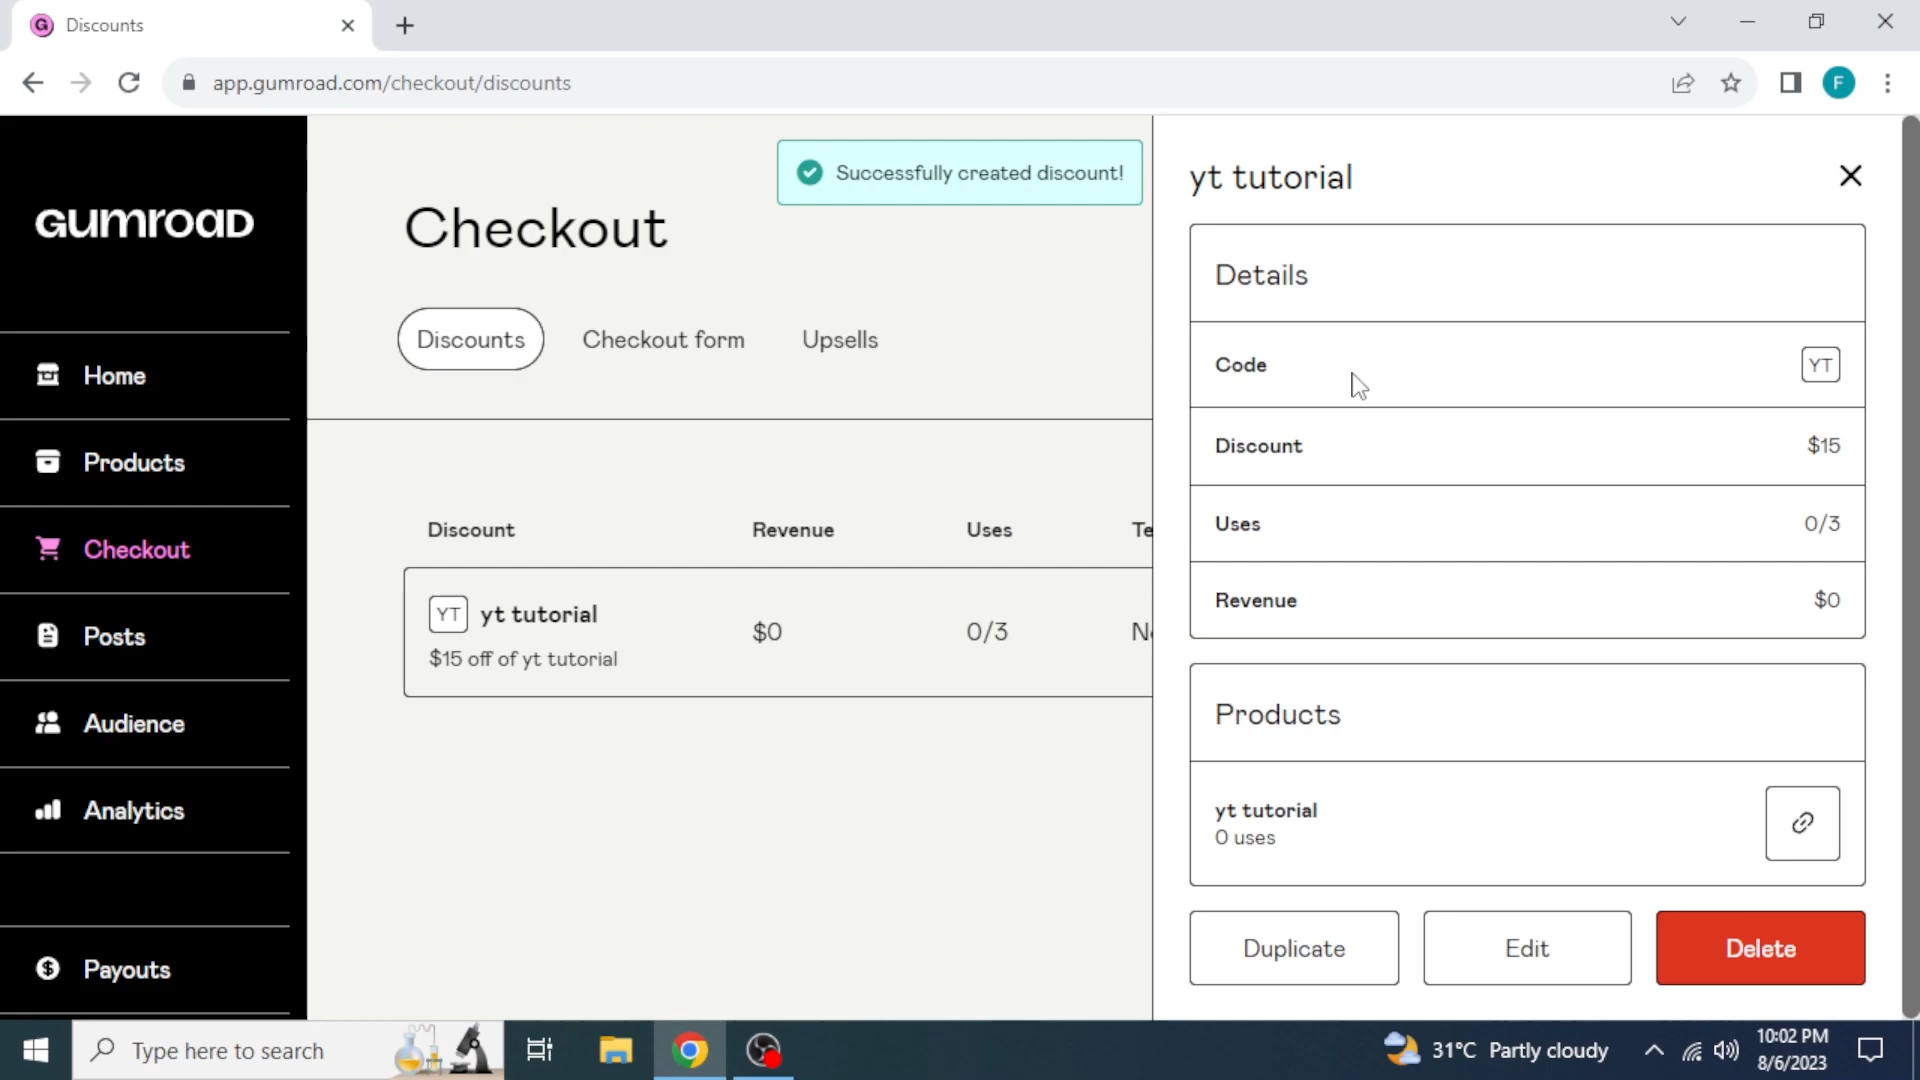 Discounts
app.gumroad.com/checkout/discounts
F
GUMROAD
Home
Products
Checkout
Posts
Audience
Analytics
Payouts
Successfully created discount!
Checkout
Discounts Checkout form Upsells
Discount Revenue Uses Te
YT yt tutorial
$15 off of yt tutorial
$0 0/3
yt tutorial
Details
Code YT
Discount $15
Uses 0/3
Revenue $0
Products
yt tutorial
0 uses
Duplicate Edit Delete
Type here to search
31°C Partly cloudy
10:02 PM
8/6/2023